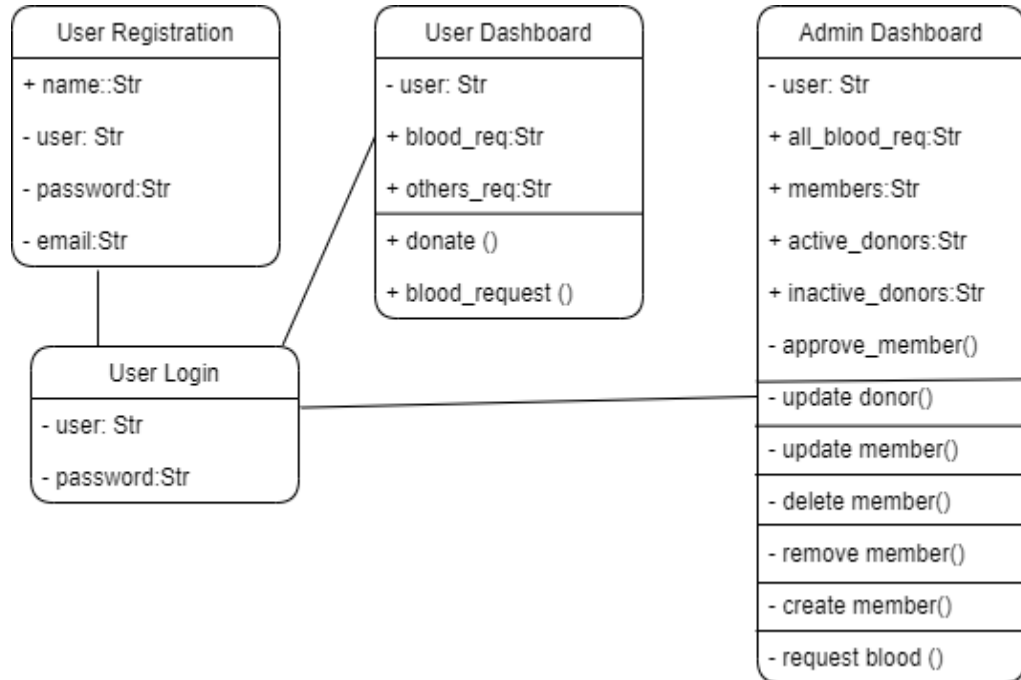 User Registration
+ name::Str
- user: Str
- password:Str
- email:Str
User Login
- user: Str
- password:Str
User Dashboard
- user: Str
+ blood_req:Str
+ others_req:Str
+ donate ()
+ blood_request ()
Admin Dashboard
- user: Str
+ all_blood_req:Str
+ members:Str
+ active_donors:Str
+ inactive_donors:Str
- approve_member()
- update donor()
- update member()
- delete member()
- remove member()
- create member()
- request blood ()